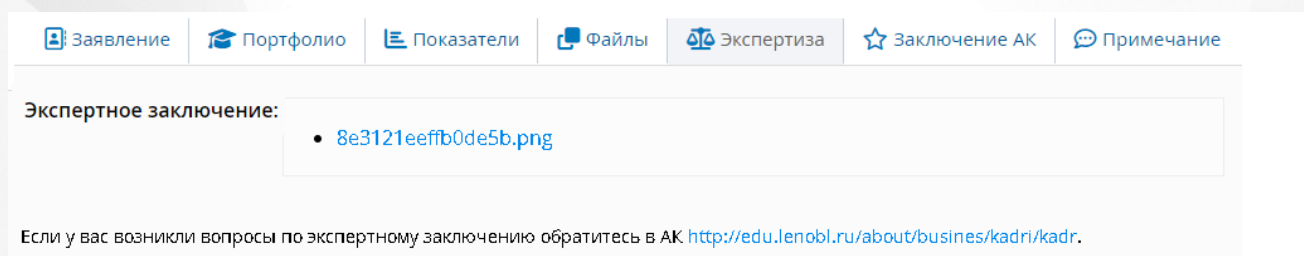 Заявление Портфолио Показатели Файлы Экспертиза Заключение АК Примечание
Экспертное заключение:
• 8e3121eeffb0de5b.png
Если у вас возникли вопросы по экспертному заключению обратитесь в АК http://edu.lenobl.ru/about/busines/kadri/kadr.